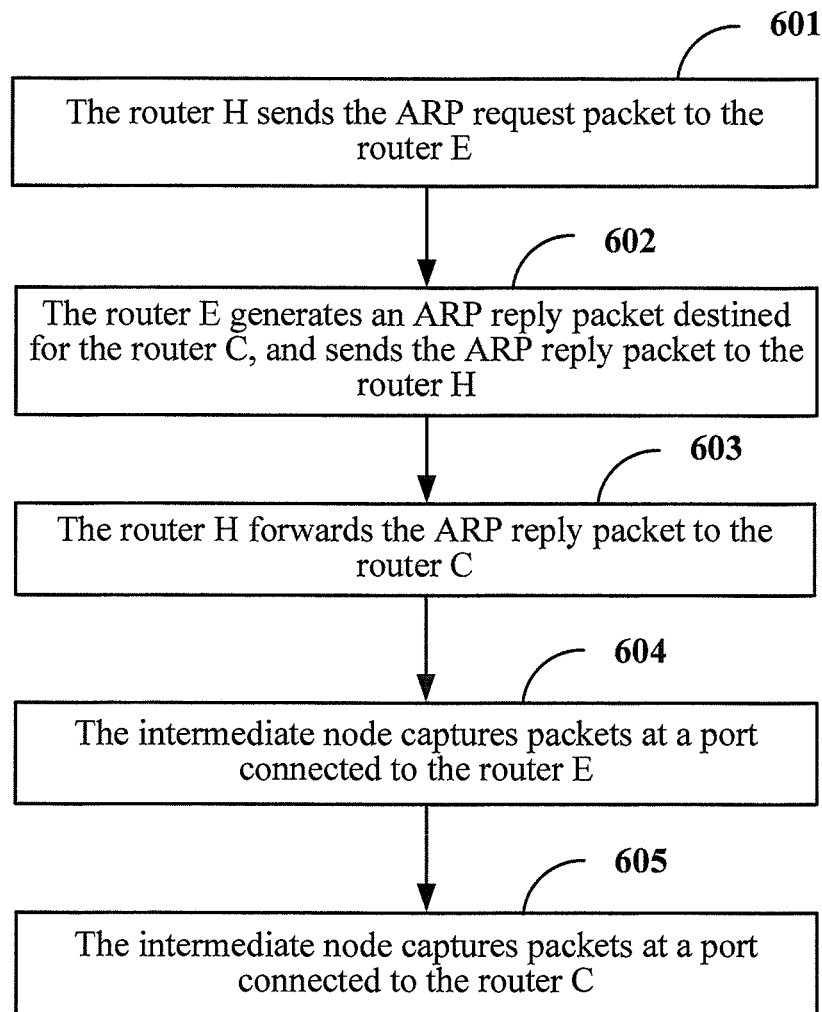 601
The router H sends the ARP request packet to the
router E
602
The router E generates an ARP reply packet destined
for the router C, and sends the ARP reply packet to the
router H
603
The router H forwards the ARP reply packet to the
router C
604
The intermediate node captures packets at a port
connected to the router E
605
The intermediate node captures packets at a port
connected to the router C